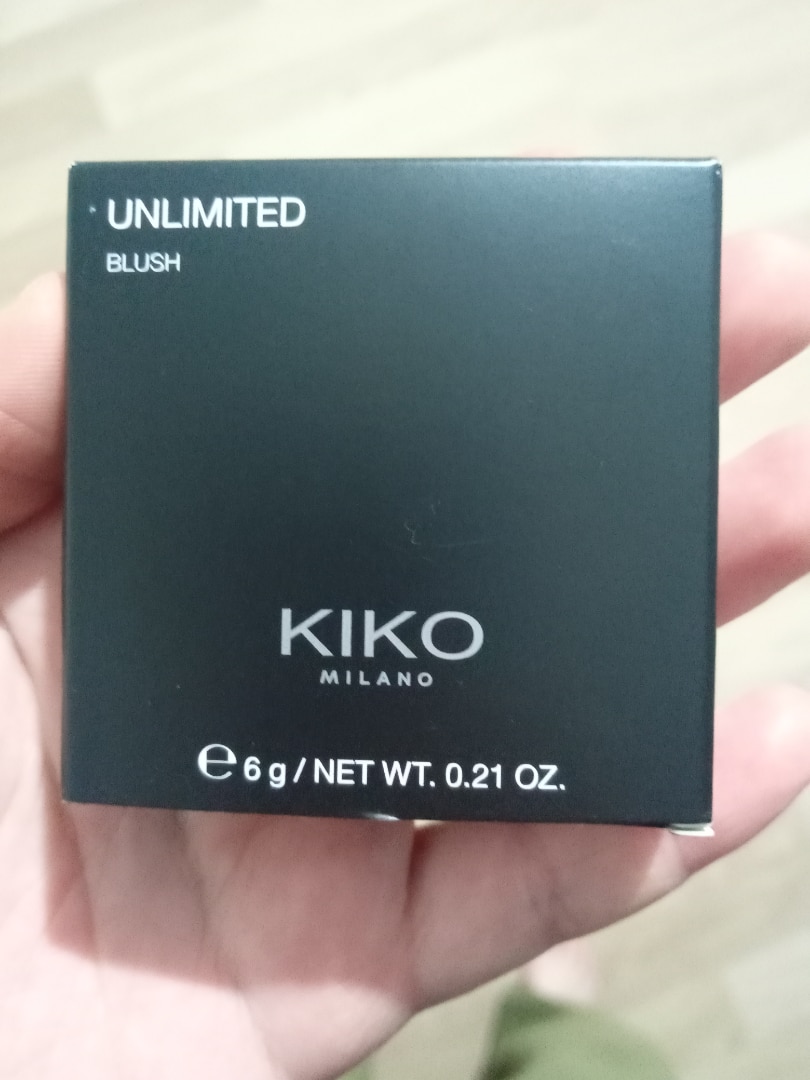 UNLIMITED
BLUSH
KIKO
MILANO
℮ 6 g / NET WT. 0.21 OZ.